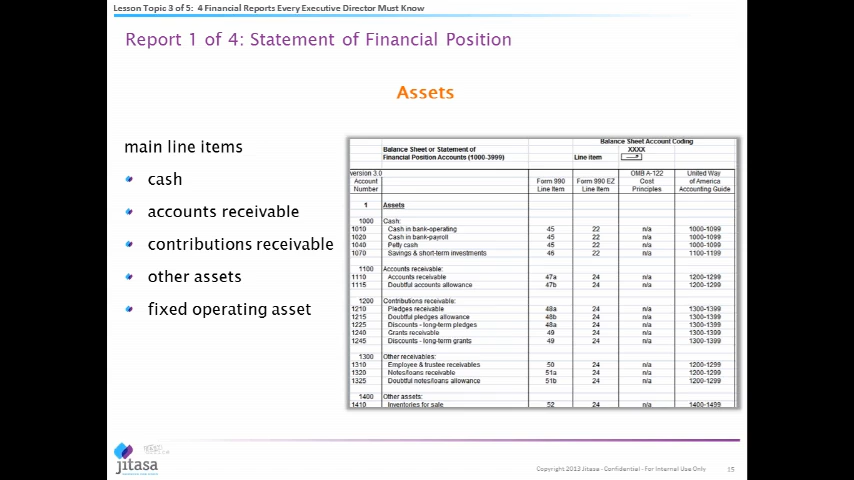 Lesson Topic 3 of 5: 4 Financial Reports Every Executive Director Must Know
Report 1 of 4: Statement of Financial Position
Assets
main line items
cash
accounts receivable
contributions receivable
other assets
fixed operating asset
Balance Sheet Account Coding
Balance Sheet or Statement of XXXX
Financial Position Accounts (1000-3999) Line item
version 3.0 OMB A-122 United Way
Account Form 990 Form 990 EZ Cost of America
Number Line Item Line Item Principles Accounting Guide
1 Assets
1000 Cash:
1010 Cash in bank-operating 45 22 n/a 1000-1099
1020 Cash in bank-payroll 45 22 n/a 1000-1099
1040 Petty cash 45 22 n/a 1000-1099
1070 Savings & short-term investments 46 22 n/a 1100-1199
1100 Accounts receivable:
1110 Accounts receivable 47a 24 n/a 1200-1299
1115 Doubtful accounts allowance 47b 24 n/a 1200-1299
1200 Contributions receivable:
1210 Pledges receivable 48a 24 n/a 1300-1399
1215 Doubtful pledges allowance 48b 24 n/a 1300-1399
1225 Discounts - long-term pledges 48a 24 n/a 1300-1399
1240 Grants receivable 49 24 n/a 1300-1399
1245 Discounts - long-term grants 49 24 n/a 1300-1399
1300 Other receivables:
1310 Employee & trustee receivables 50 24 n/a 1200-1299
1320 Notes/loans receivable 51a 24 n/a 1200-1299
1325 Doubtful notes/loans allowance 51b 24 n/a 1200-1299
1400 Other assets:
1410 Inventories for sale 52 24 n/a 1400-1499
jitasa
Copyright 2013 Jitasa - Confidential - For Internal Use Only 15